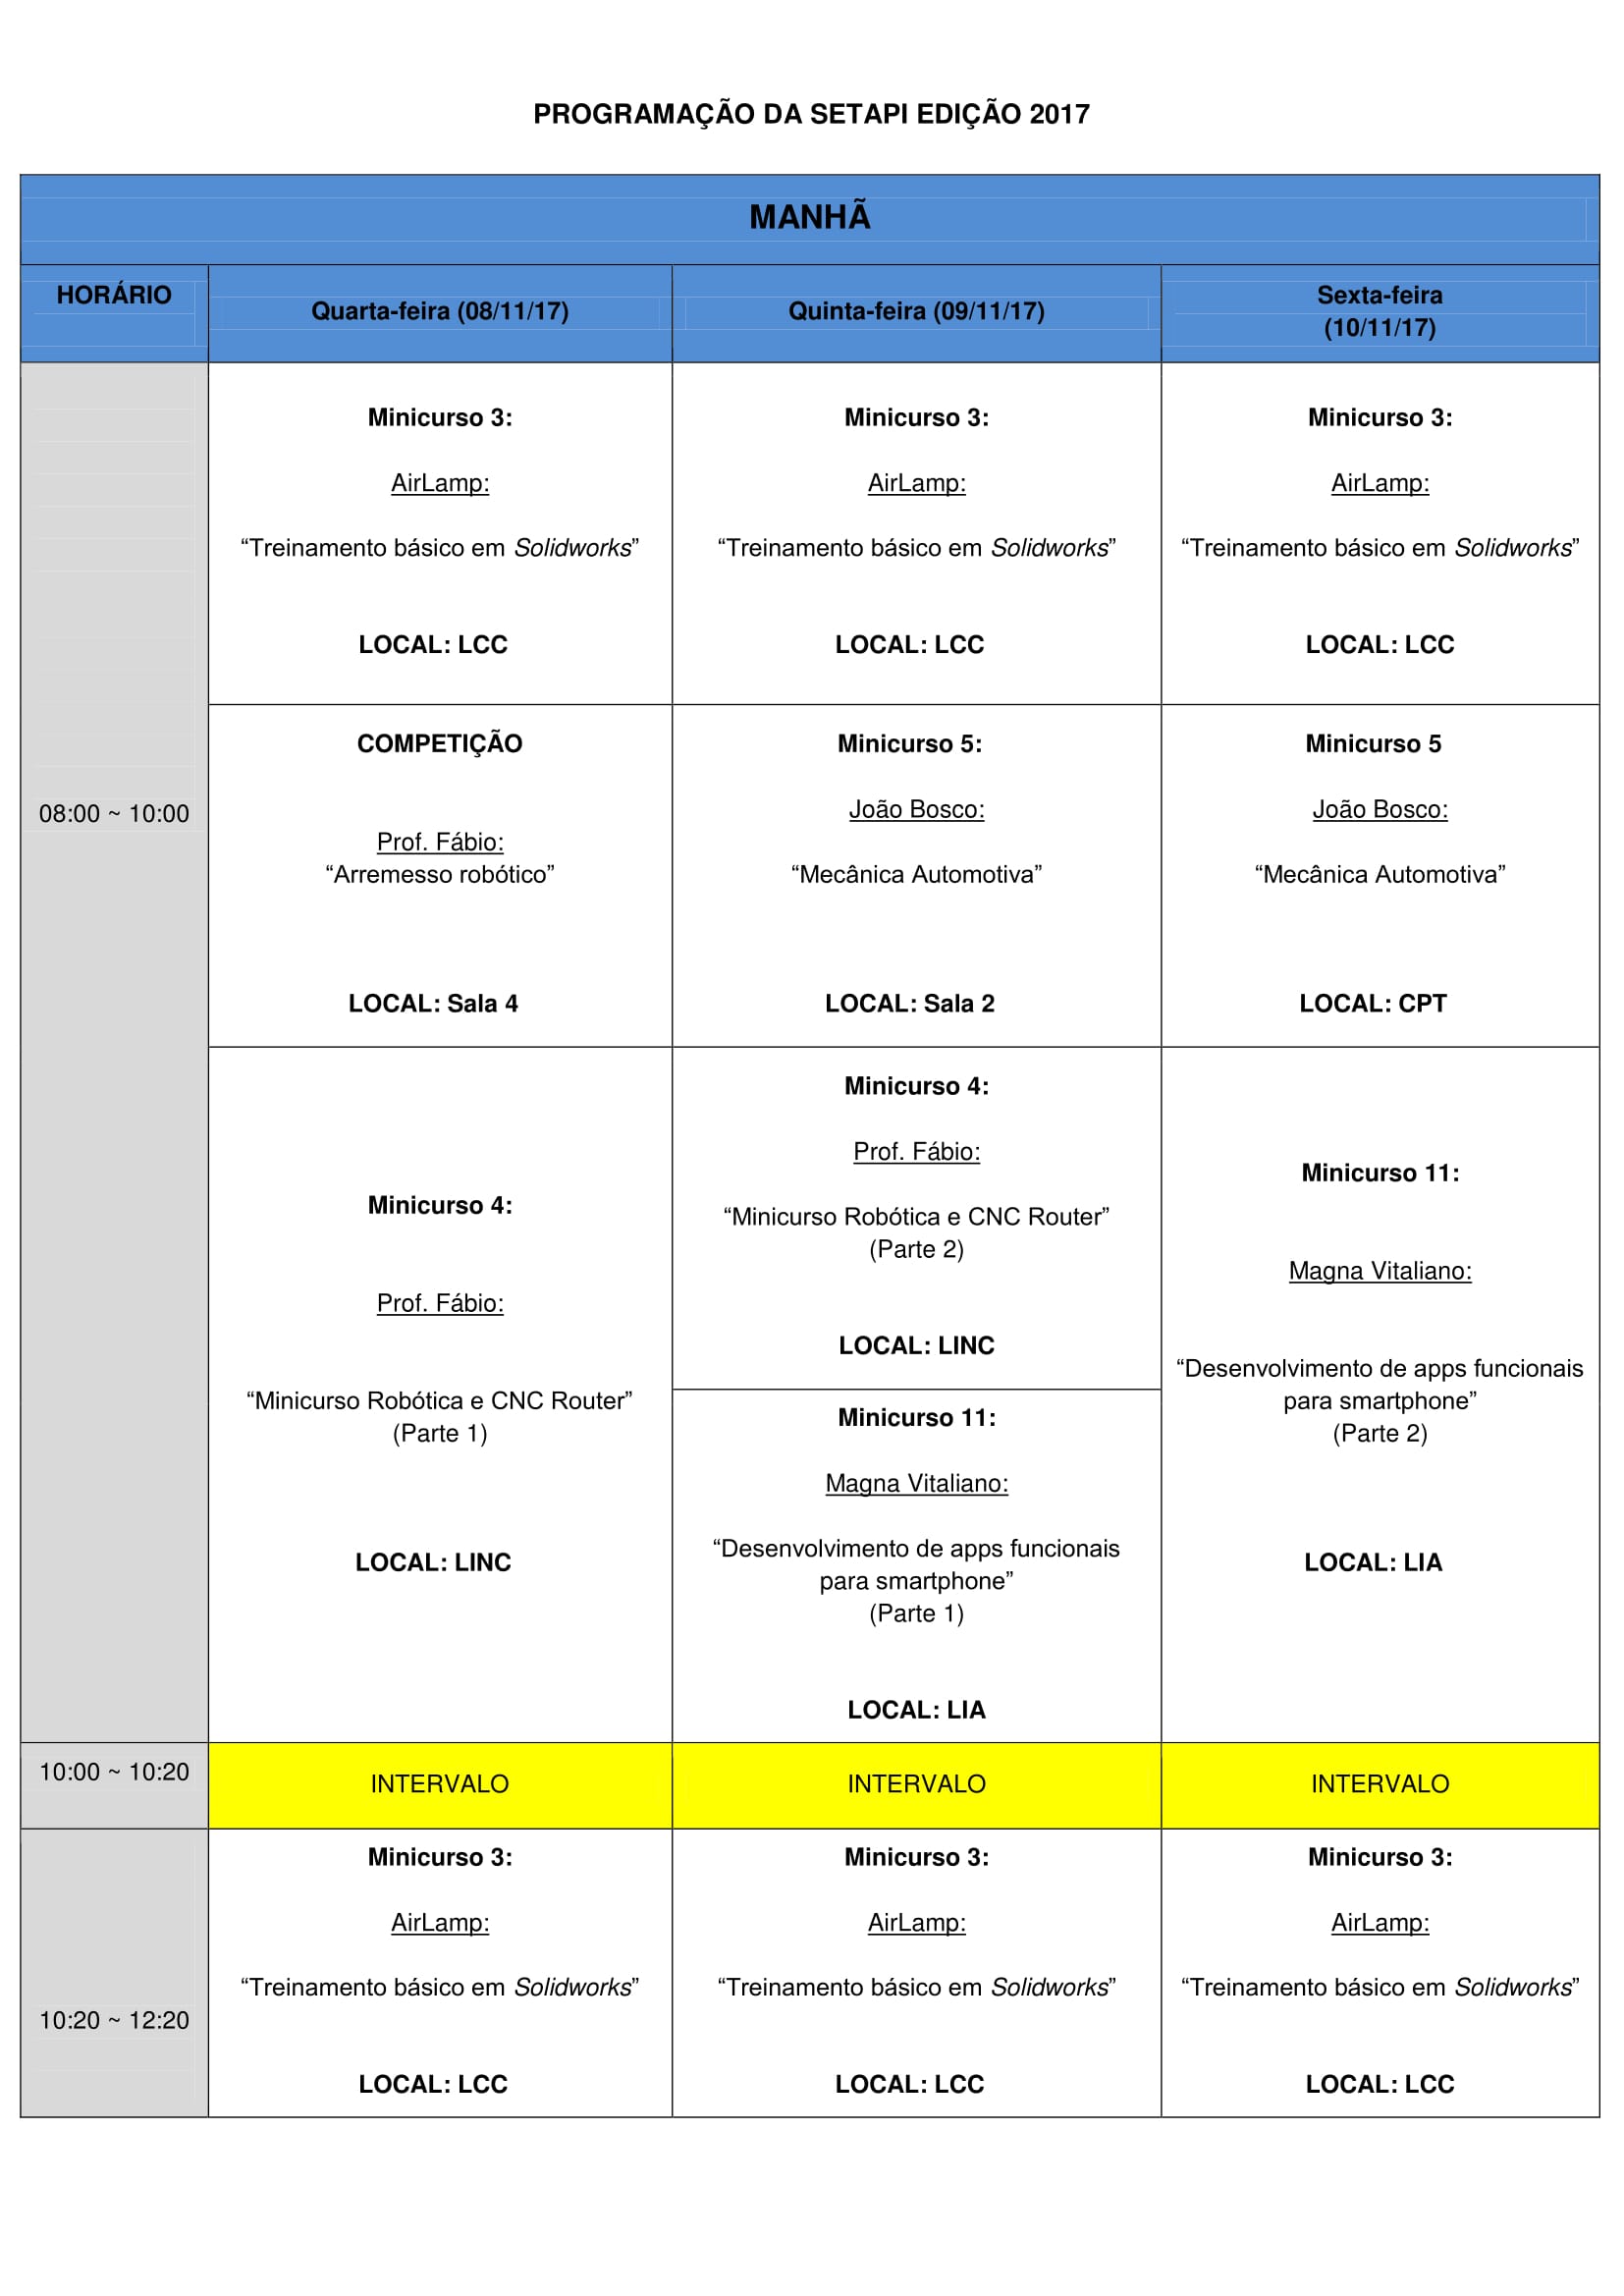 PROGRAMAÇÃO DA SETAPI EDIÇÃO 2017
MANHÃ
HORÁRIO
Quarta-feira (08/11/17)
Quinta-feira (09/11/17)
Sexta-feira
(10/11/17)
08:00 ~ 10:00
Minicurso 3:
AirLamp:
“Treinamento básico em Solidworks”
LOCAL: LCC
Minicurso 3:
AirLamp:
“Treinamento básico em Solidworks”
LOCAL: LCC
Minicurso 3:
AirLamp:
“Treinamento básico em Solidworks”
LOCAL: LCC
COMPETIÇÃO
Prof. Fábio:
“Arremesso robótico”
LOCAL: Sala 4
Minicurso 5:
João Bosco:
“Mecânica Automotiva”
LOCAL: Sala 2
Minicurso 5
João Bosco:
“Mecânica Automotiva”
LOCAL: CPT
Minicurso 4:
Prof. Fábio:
“Minicurso Robótica e CNC Router”
(Parte 1)
LOCAL: LINC
Minicurso 4:
Prof. Fábio:
“Minicurso Robótica e CNC Router”
(Parte 2)
LOCAL: LINC
Minicurso 11:
Magna Vitaliano:
“Desenvolvimento de apps funcionais
para smartphone”
(Parte 1)
LOCAL: LIA
Minicurso 11:
Magna Vitaliano:
“Desenvolvimento de apps funcionais
para smartphone”
(Parte 2)
LOCAL: LIA
10:00 ~ 10:20
INTERVALO
INTERVALO
INTERVALO
10:20 ~ 12:20
Minicurso 3:
AirLamp:
“Treinamento básico em Solidworks”
LOCAL: LCC
Minicurso 3:
AirLamp:
“Treinamento básico em Solidworks”
LOCAL: LCC
Minicurso 3:
AirLamp:
“Treinamento básico em Solidworks”
LOCAL: LCC